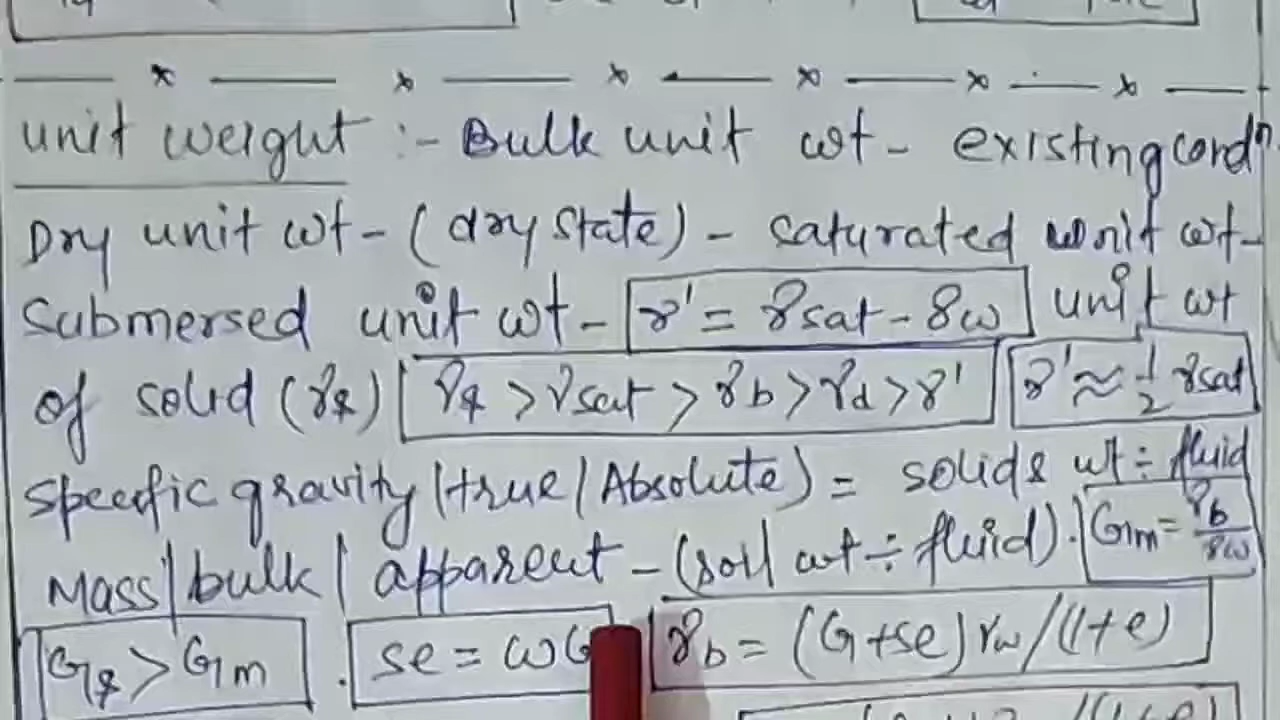 unit weight :- Bulk unit wt - existing condn.
Dry unit wt - (dry state) - saturated unit wt -
Submersed unit wt - γ' = γsat - γw unit wt
of solid (γs) γs > γsat > γb > γd > γ' γ' ≈ 1/2 γsat
specific gravity (true/Absolute) = solids wt ÷ fluid
Mass/bulk/apparent - (soil wt ÷ fluid). Gm = γb/γw
Gs > Gm . se = wG γb = (G+se)γw/(1+e)